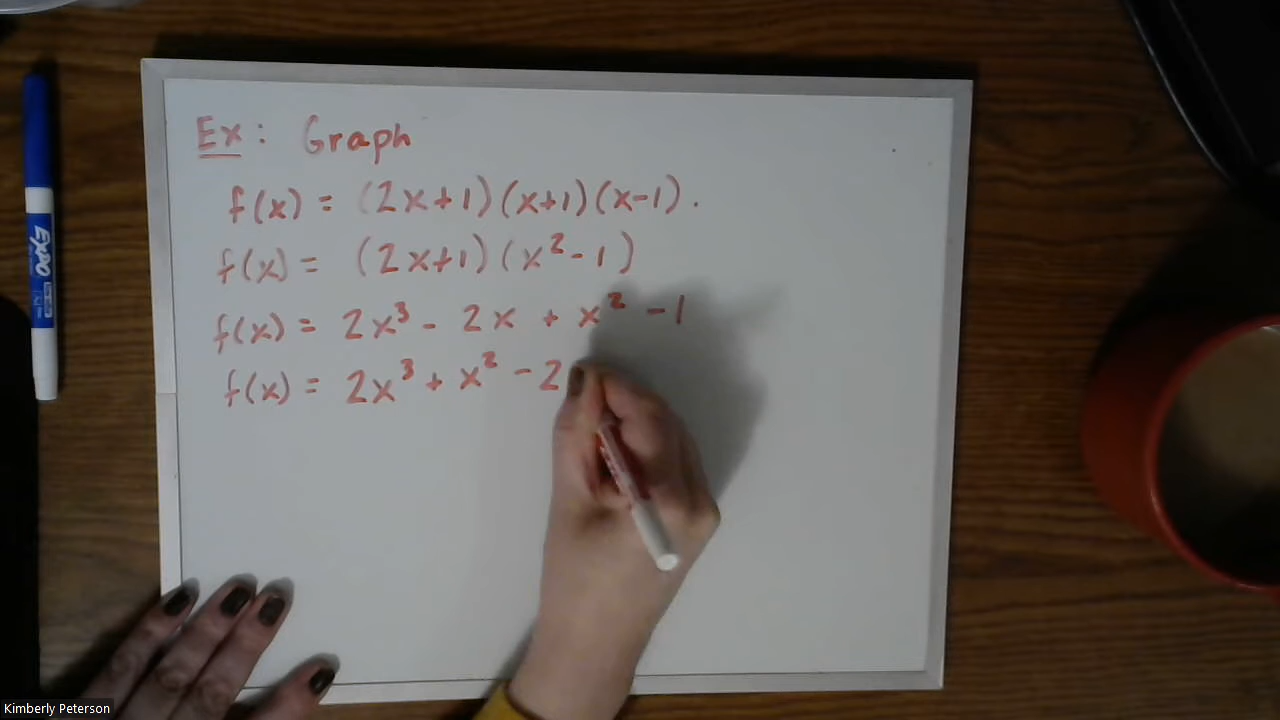 Ex: Graph
f(x) = (2x+1)(x+1)(x-1).
f(x) = (2x+1)(x²-1)
f(x) = 2x³ - 2x + x² -1
f(x) = 2x³ + x² - 2
EXPO
Kimberly Peterson